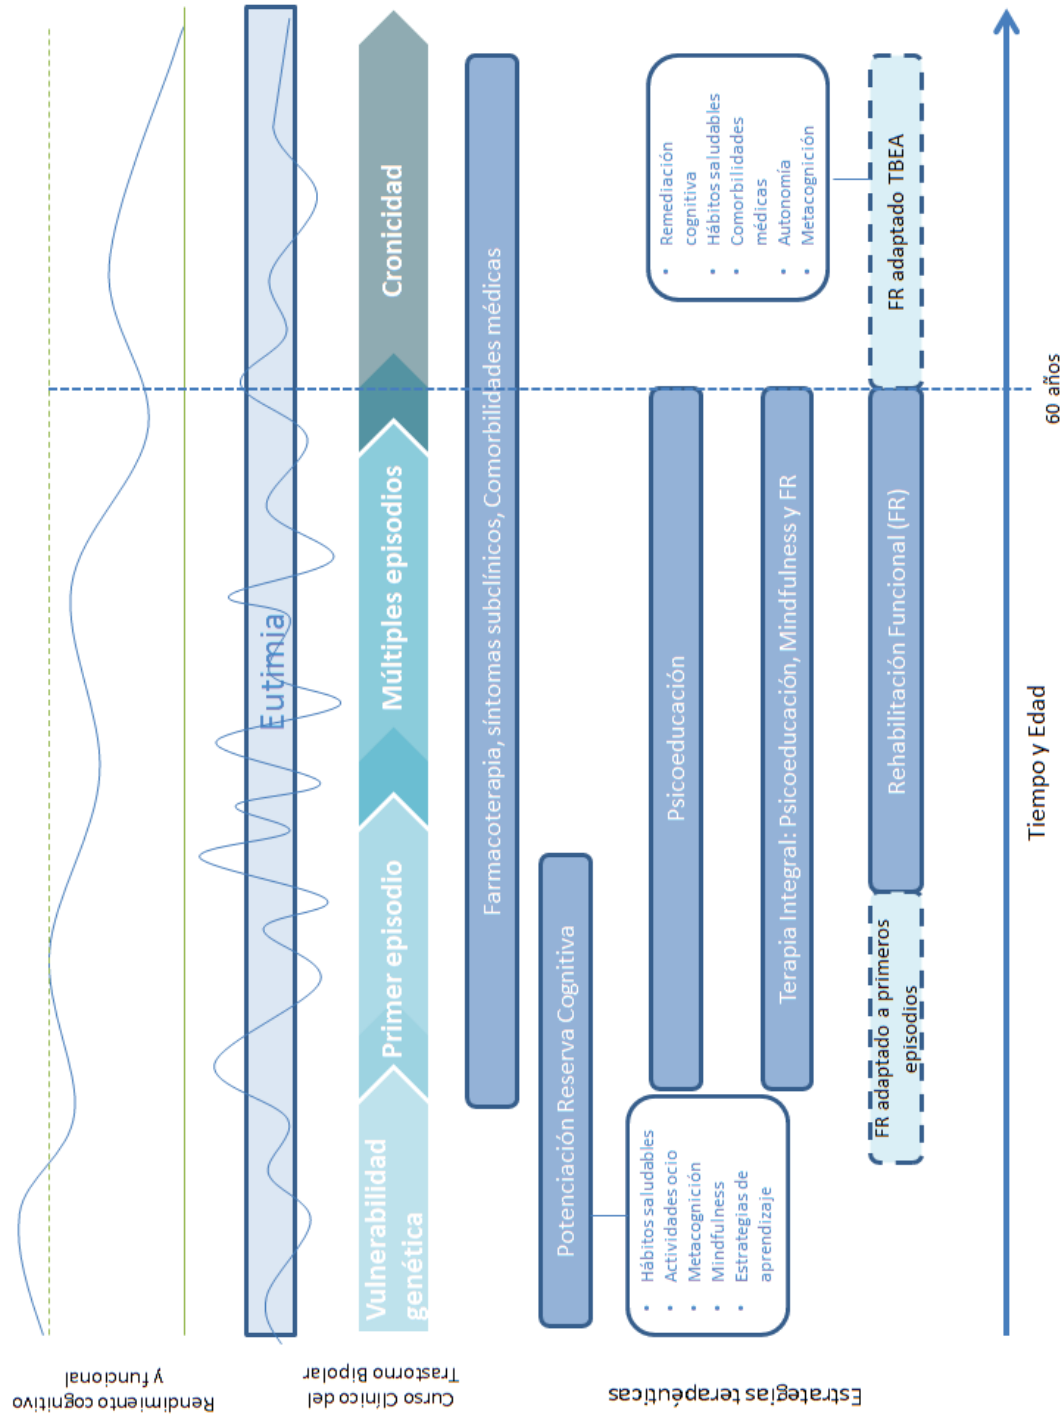 Rendimiento cognitivo
y funcional
Eutimia
Curso Clínico del
Trastorno Bipolar
Vulnerabilidad
genética
Primer episodio
Múltiples episodios
Cronicidad
Estrategias terapéuticas
Farmacoterapia, síntomas subclínicos, Comorbilidades médicas
Potenciación Reserva Cognitiva
• Hábitos saludables
• Actividades ocio
• Metacognición
• Mindfulness
• Estrategias de
aprendizaje
Psicoeducación
Terapia Integral: Psicoeducación, Mindfulness y FR
• Remediación
cognitiva
• Hábitos saludables
• Comorbilidades
médicas
• Autonomía
• Metacognición
FR adaptado a primeros
episodios
Rehabilitación Funcional (FR)
FR adaptado TBEA
60 años
Tiempo y Edad